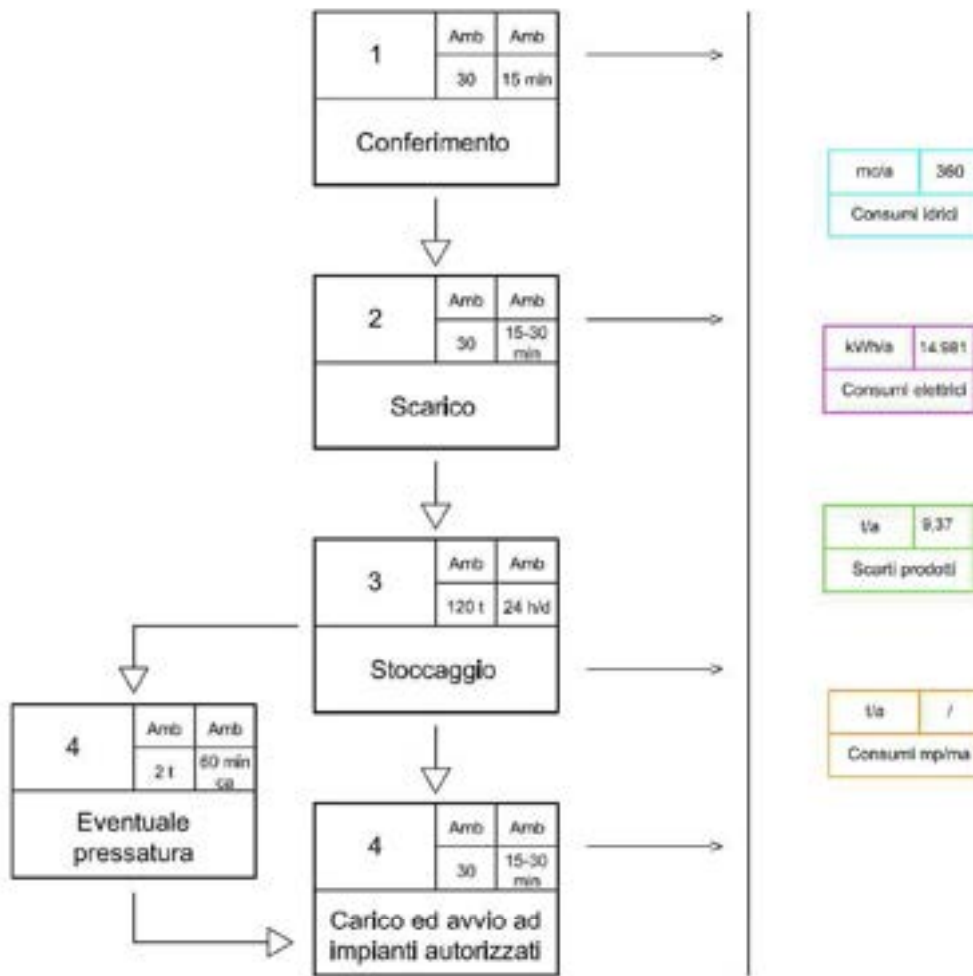 1
Amb Amb
30 15 min
Conferimento
mc/a 360
Consumi idrici
2
Amb Amb
30 15-30
min
Scarico
kWh/a 14.981
Consumi elettrici
3
Amb Amb
120 t 24 h/d
Stoccaggio
t/a 9,37
Scarti prodotti
4
Amb Amb
2 t 60 min
ca
Eventuale
pressatura
t/a /
Consumi mp/ma
4
Amb Amb
30 15-30
min
Carico ed avvio ad
impianti autorizzati